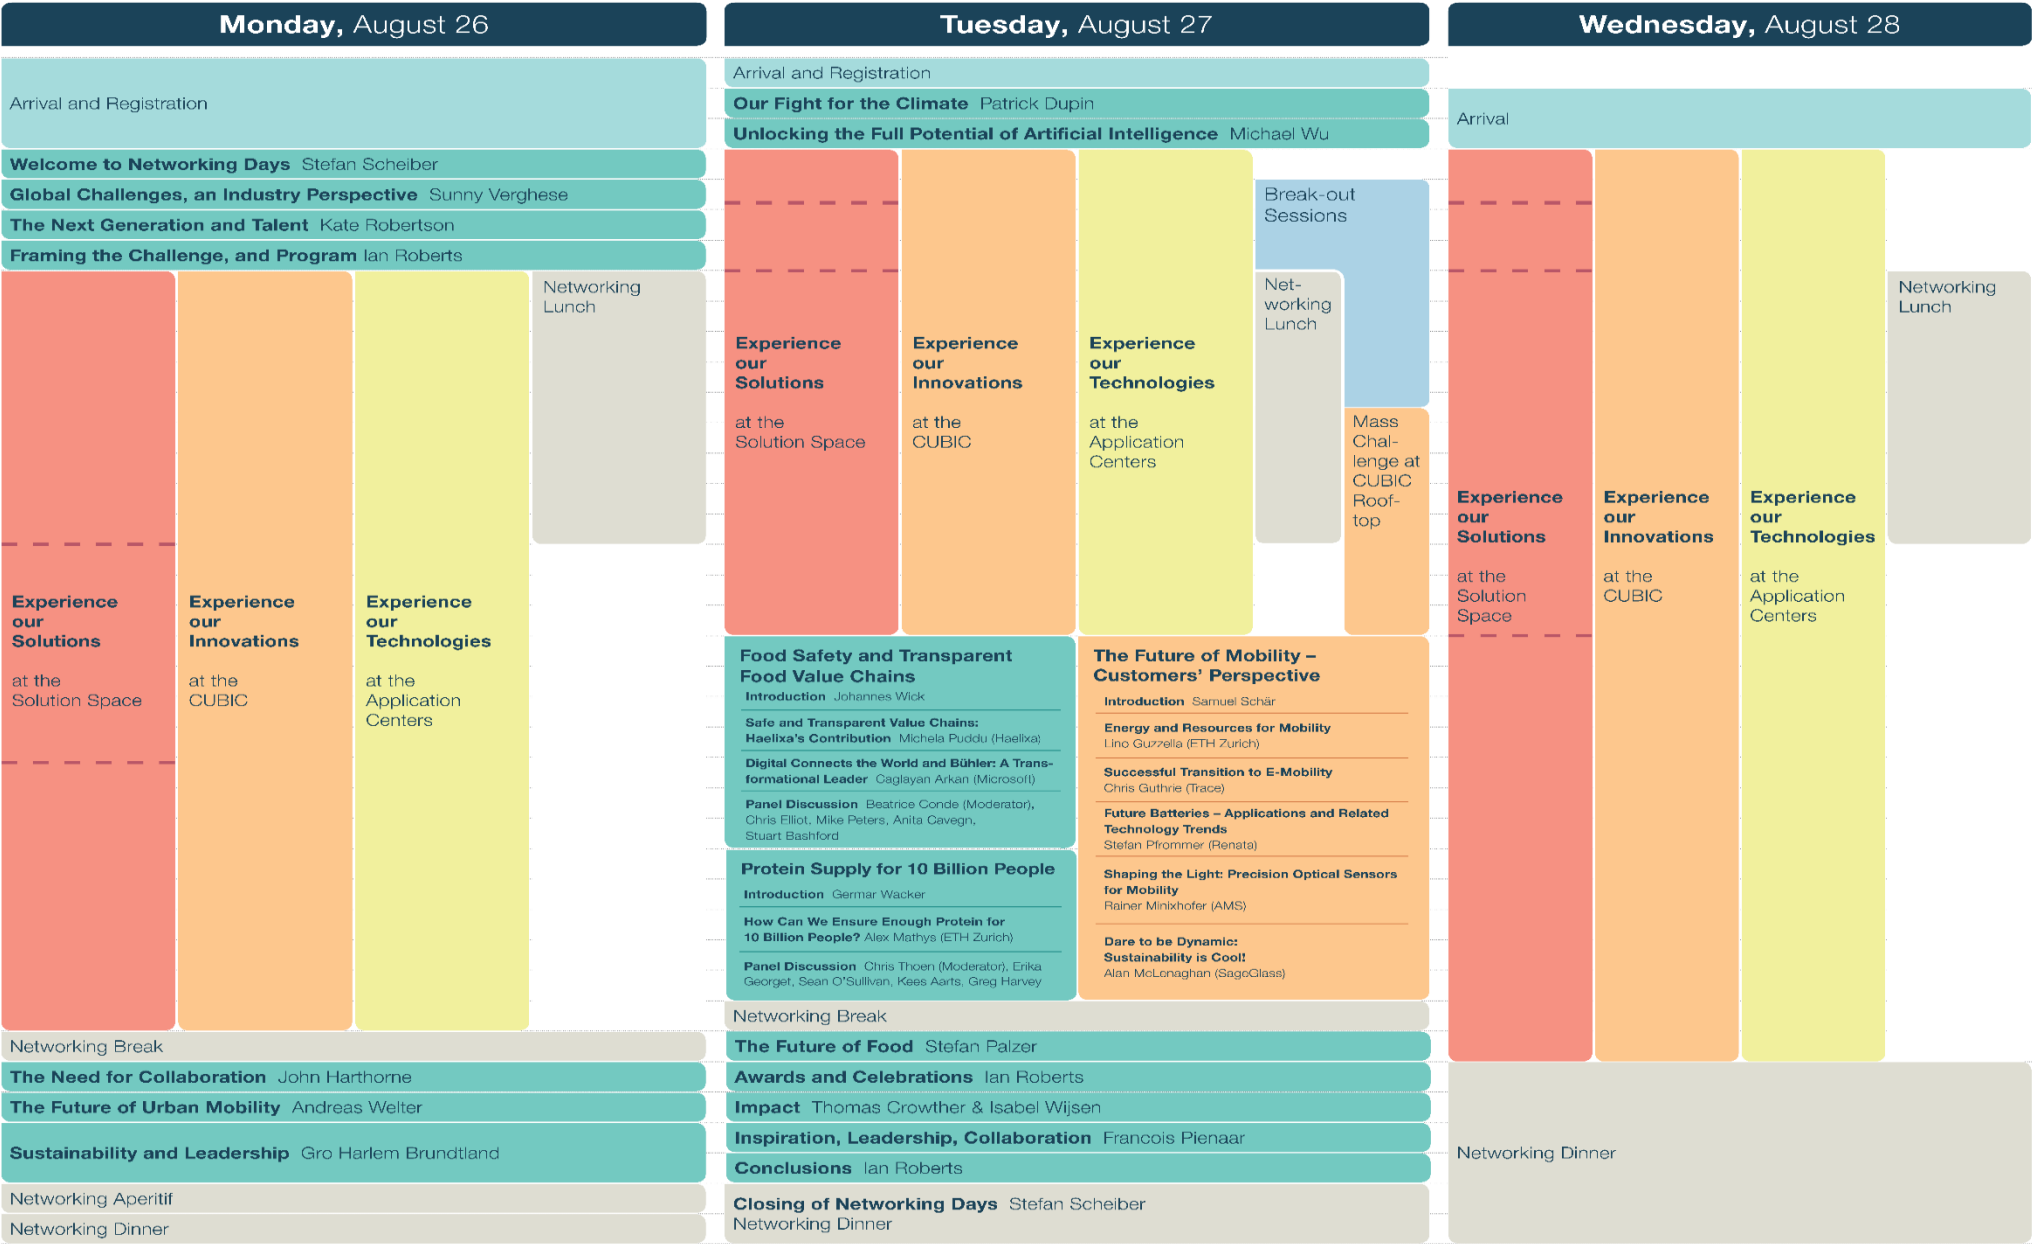 Monday, August 26
Arrival and Registration
Welcome to Networking Days Stefan Scheiber
Global Challenges, an Industry Perspective Sunny Verghese
The Next Generation and Talent Kate Robertson
Framing the Challenge, and Program Ian Roberts
Experience
our
Solutions
at the
Solution Space
Experience
our
Innovations
at the
CUBIC
Experience
our
Technologies
at the
Application
Centers
Networking
Lunch
Networking Break
The Need for Collaboration John Harthorne
The Future of Urban Mobility Andreas Welter
Sustainability and Leadership Gro Harlem Brundtland
Networking Aperitif
Networking Dinner
Tuesday, August 27
Arrival and Registration
Our Fight for the Climate Patrick Dupin
Unlocking the Full Potential of Artificial Intelligence Michael Wu
Experience
our
Solutions
at the
Solution Space
Experience
our
Innovations
at the
CUBIC
Experience
our
Technologies
at the
Application
Centers
Break-out
Sessions
Net-
working
Lunch
Mass
Chal-
lenge at
CUBIC
Roof-
top
Food Safety and Transparent
Food Value Chains
Introduction Johannes Wick
Safe and Transparent Value Chains:
Haelixa's Contribution Michela Puddu (Haelixa)
Digital Connects the World and Bühler: A Trans-
formational Leader Caglayan Arkan (Microsoft)
Panel Discussion Beatrice Conde (Moderator),
Chris Elliot, Mike Peters, Anita Cavegn,
Stuart Bashford
Protein Supply for 10 Billion People
Introduction Germar Wacker
How Can We Ensure Enough Protein for
10 Billion People? Alex Mathys (ETH Zurich)
Panel Discussion Chris Thoen (Moderator), Erika
Georget, Sean O'Sullivan, Kees Aarts, Greg Harvey
The Future of Mobility –
Customers' Perspective
Introduction Samuel Schär
Energy and Resources for Mobility
Lino Guzzella (ETH Zurich)
Successful Transition to E-Mobility
Chris Guthrie (Trace)
Future Batteries – Applications and Related
Technology Trends
Stefan Pfrommer (Renata)
Shaping the Light: Precision Optical Sensors
for Mobility
Rainer Minixhofer (AMS)
Dare to be Dynamic:
Sustainability is Cool!
Alan McLenaghan (SageGlass)
Networking Break
The Future of Food Stefan Palzer
Awards and Celebrations Ian Roberts
Impact Thomas Crowther & Isabel Wijsen
Inspiration, Leadership, Collaboration Francois Pienaar
Conclusions Ian Roberts
Closing of Networking Days Stefan Scheiber
Networking Dinner
Wednesday, August 28
Arrival
Experience
our
Solutions
at the
Solution
Space
Experience
our
Innovations
at the
CUBIC
Experience
our
Technologies
at the
Application
Centers
Networking
Lunch
Networking Dinner